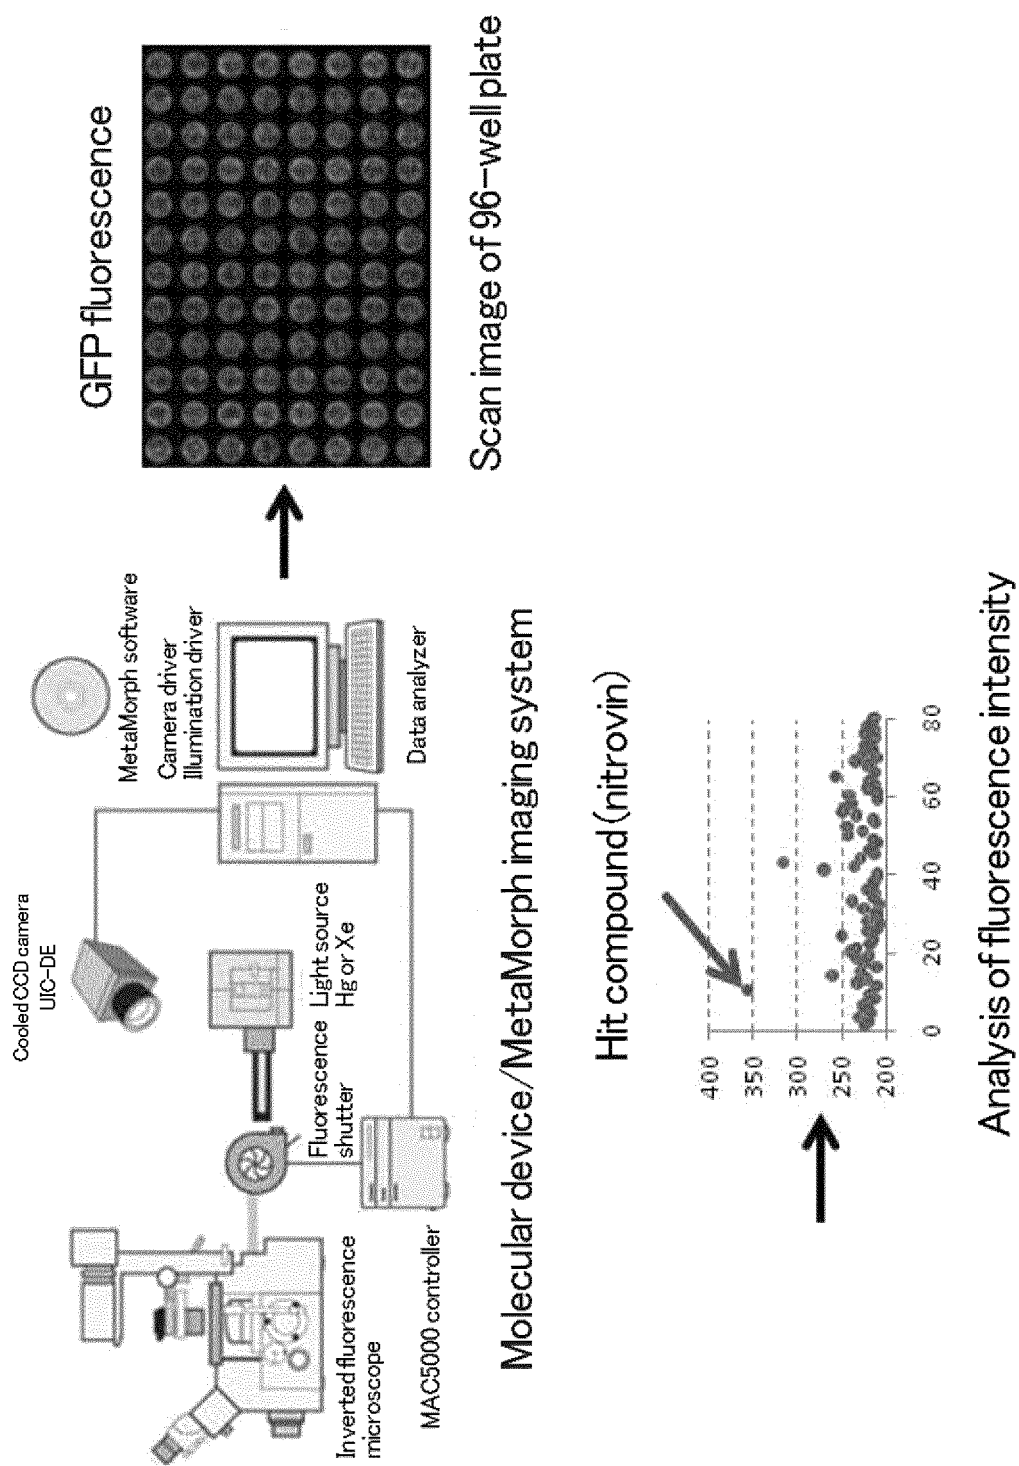 Cooled CCD camera
UIC-DE
MetaMorph software
Camera driver
Illumination driver
Fluorescence
shutter
Light source
Hg or Xe
Data analyzer
Inverted fluorescence
microscope
MAC5000 controller
Molecular device/MetaMorph imaging system
GFP fluorescence
Scan image of 96-well plate
Hit compound (nitrovin)
400
350
300
250
200
0 20 40 60 80
Analysis of fluorescence intensity